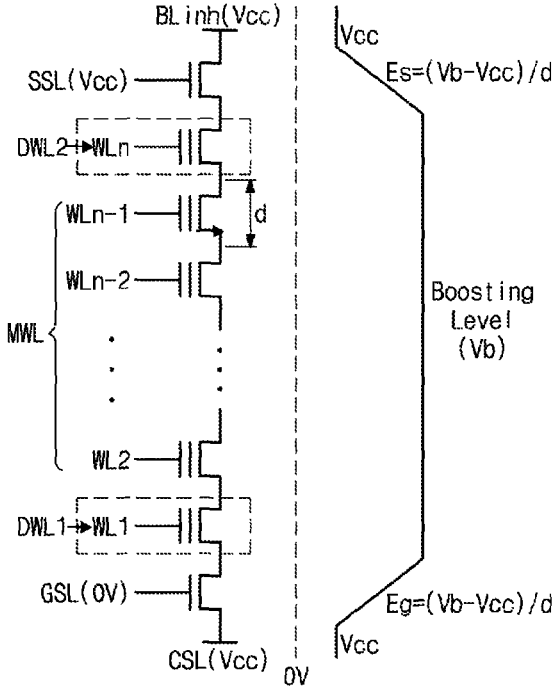 BLinh(Vcc)
Vcc
SSL(Vcc)
Es=(Vb-Vcc)/d
DWL2
WLn
WLn-1
d
WLn-2
MWL
Boosting
Level
(Vb)
WL2
DWL1
WL1
GSL(0V)
Eg=(Vb-Vcc)/d
Vcc
CSL(Vcc)
0V